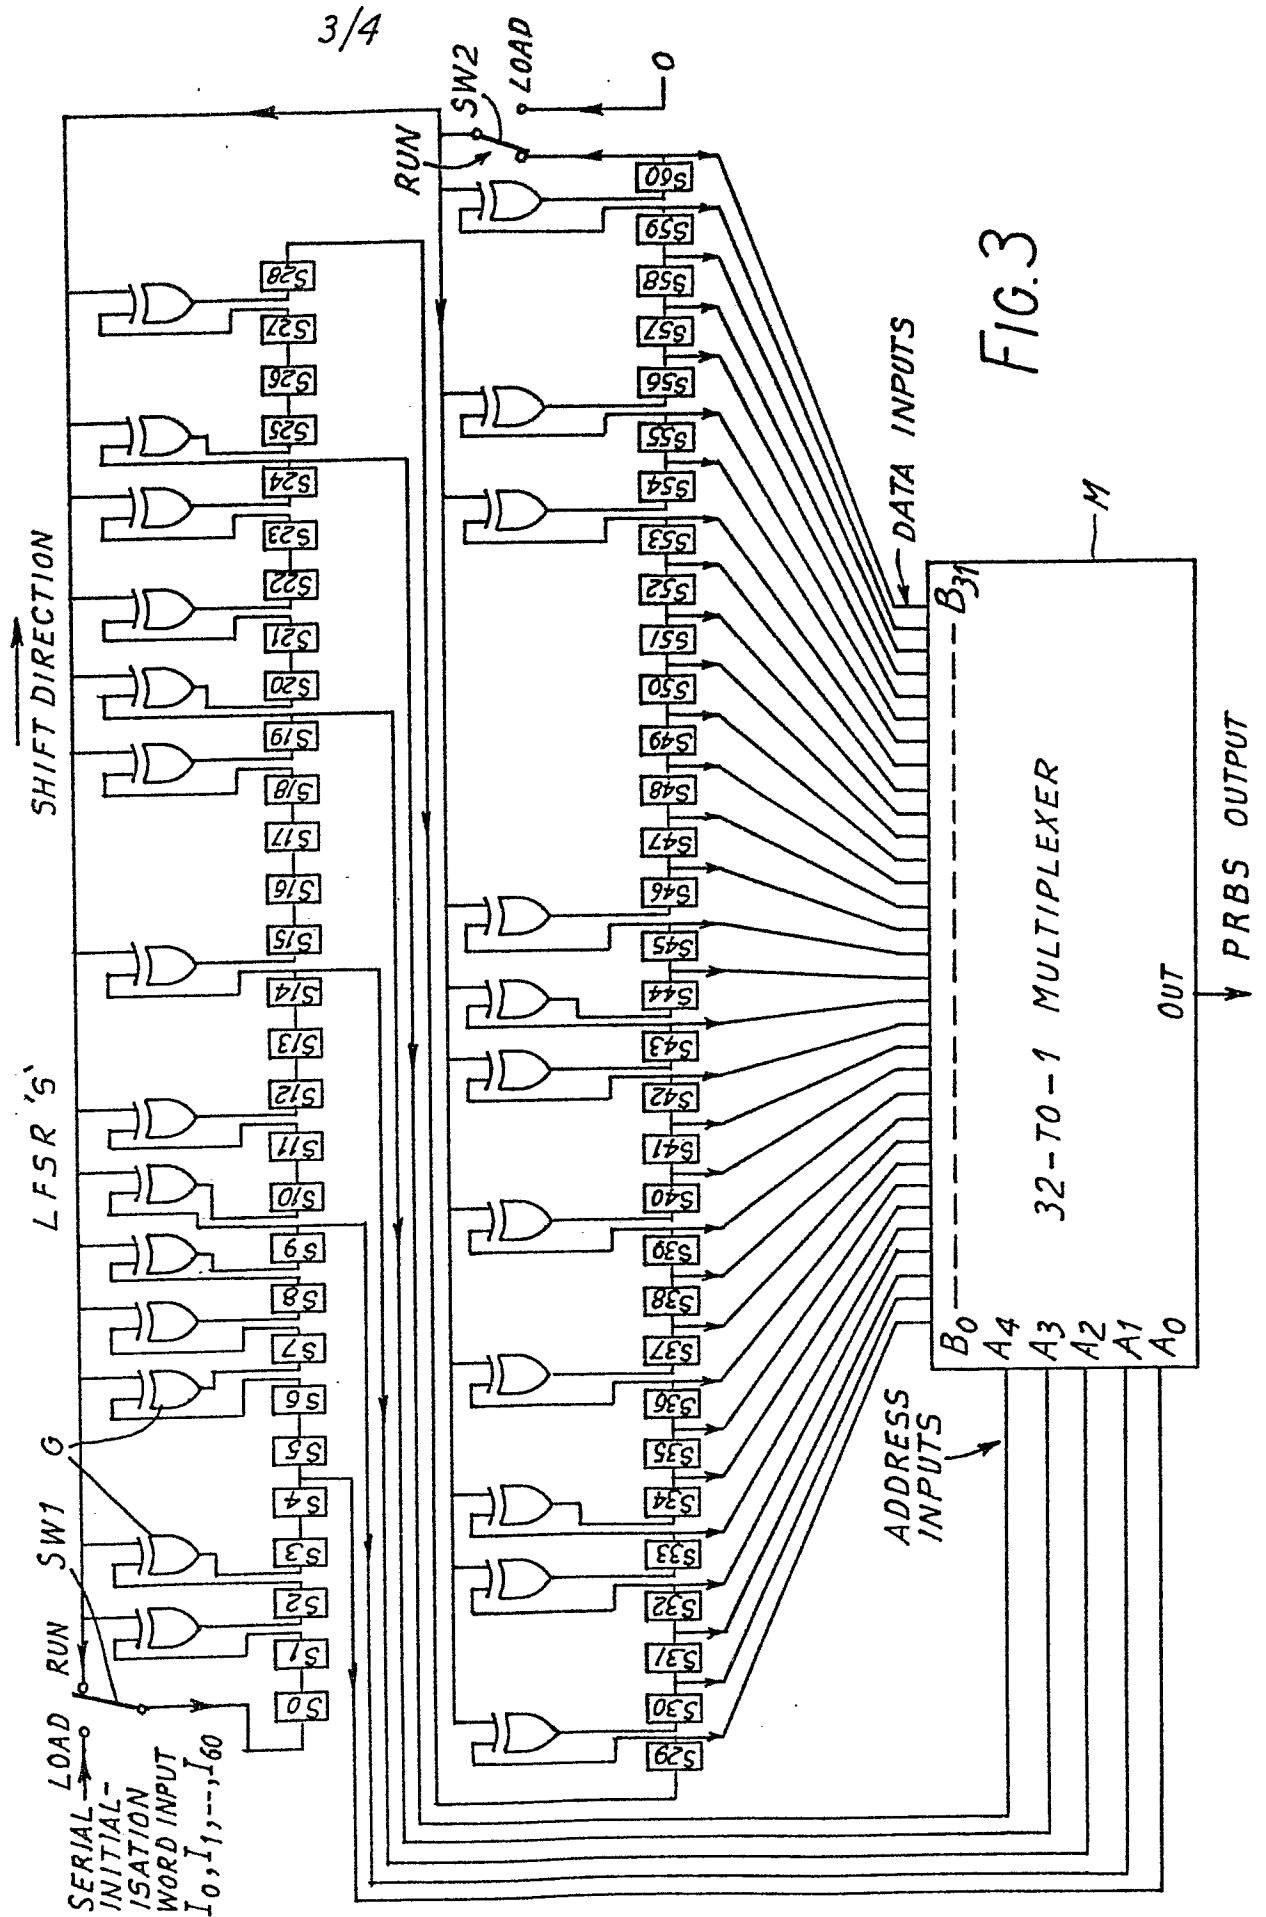 3/4
SHIFT DIRECTION
LFSR's'
SERIAL
INITIAL-
ISATION
WORD INPUT
I0, I1, --, I60
LOAD
RUN
SW1
G
S0
S1
S2
S3
S4
S5
S6
S7
S8
S9
S10
S11
S12
S13
S14
S15
S16
S17
S18
S19
S20
S21
S22
S23
S24
S25
S26
S27
S28
RUN
SW2
LOAD
O
S29
S30
S31
S32
S33
S34
S35
S36
S37
S38
S39
S40
S41
S42
S43
S44
S45
S46
S47
S48
S49
S50
S51
S52
S53
S54
S55
S56
S57
S58
S59
S60
DATA INPUTS
ADDRESS
INPUTS
B0
B31
A4
A3
A2
A1
A0
32-TO-1 MULTIPLEXER
M
OUT
PRBS OUTPUT
FIG. 3